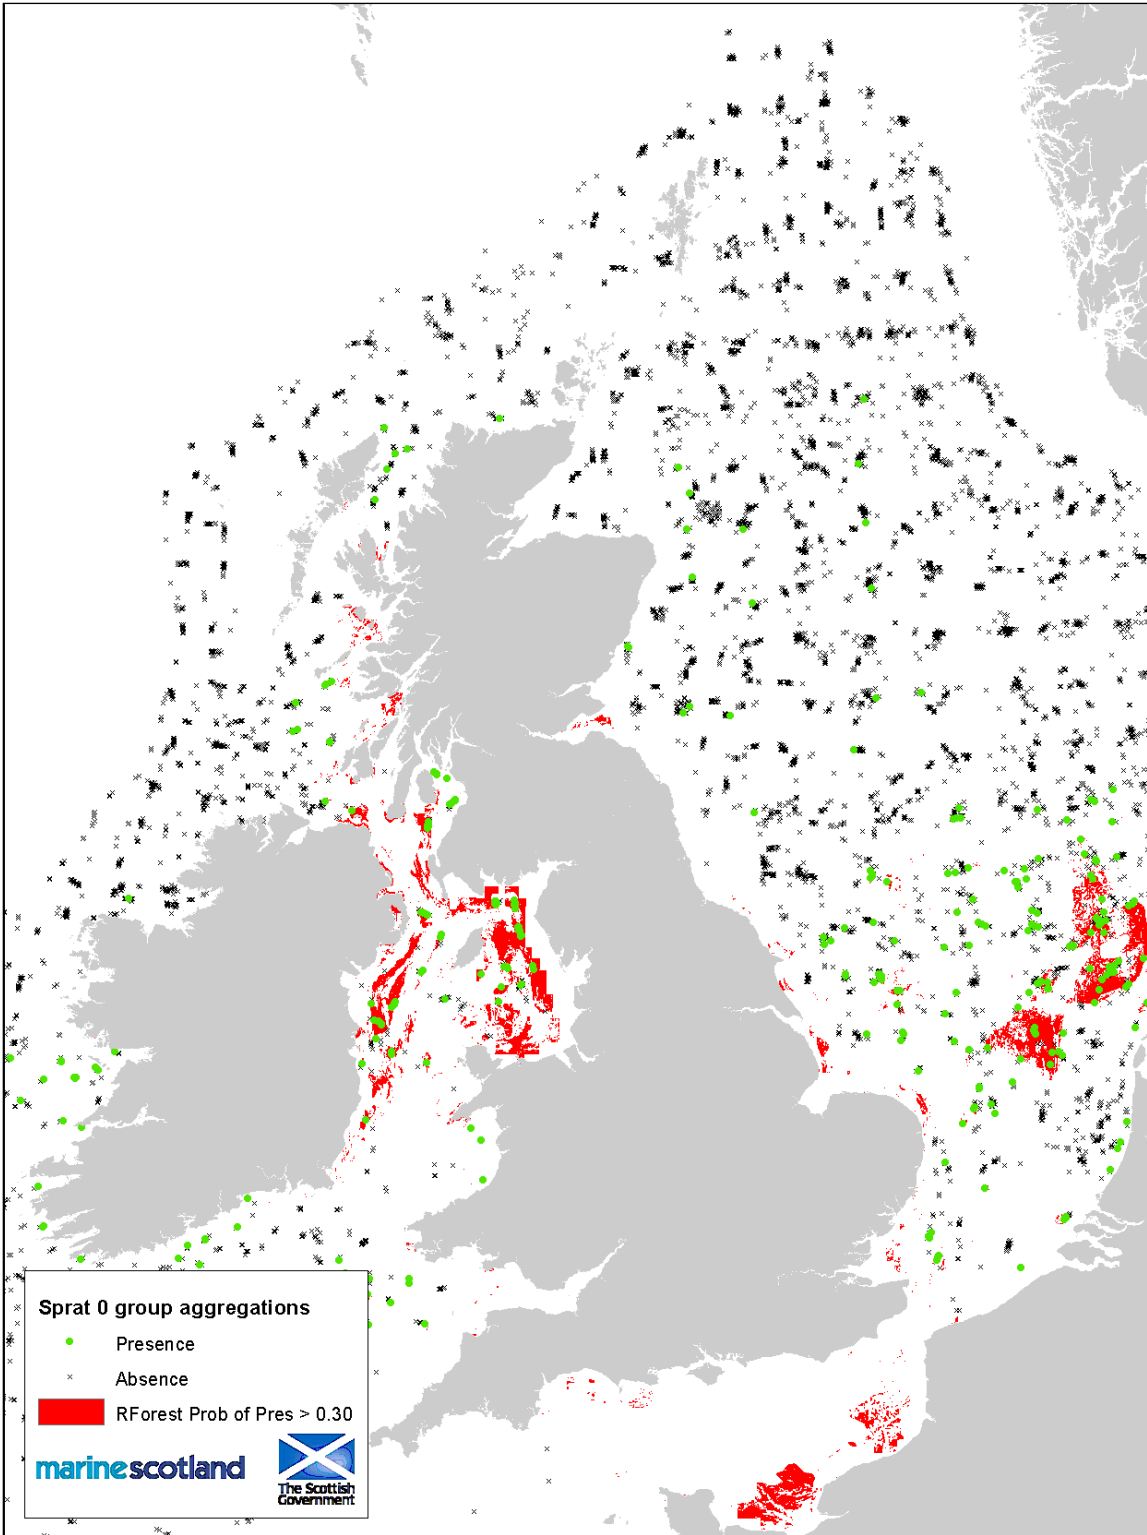 Sprat 0 group aggregations
Presence
Absence
RForest Prob of Pres > 0.30
marinescotland
The Scottish
Government